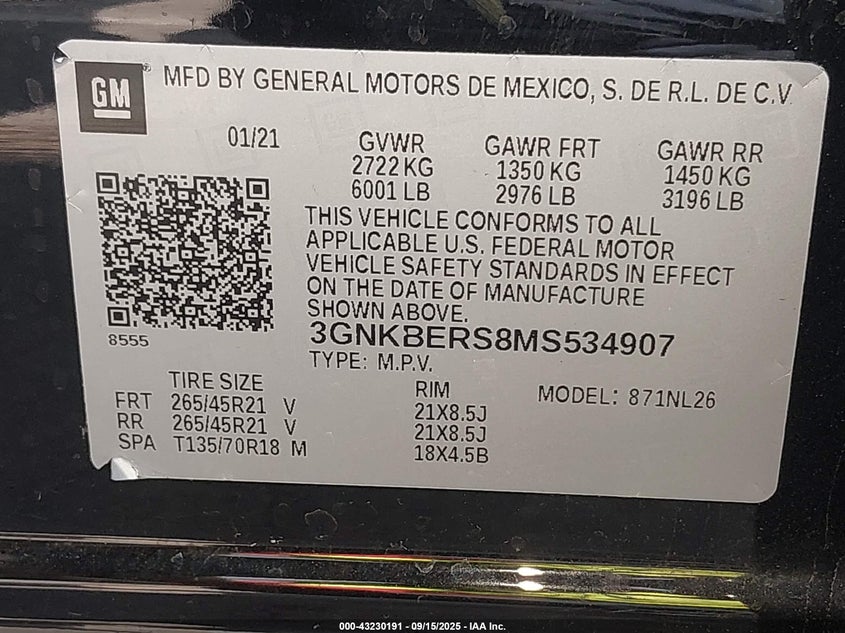 GM
MFD BY GENERAL MOTORS DE MEXICO, S. DE R.L. DE C.V
01/21
GVWR GAWR FRT GAWR RR
2722 KG 1350 KG 1450 KG
6001 LB 2976 LB 3196 LB
THIS VEHICLE CONFORMS TO ALL
APPLICABLE U.S. FEDERAL MOTOR
VEHICLE SAFETY STANDARDS IN EFFECT
ON THE DATE OF MANUFACTURE
SHOWN ABOVE.
8555
3GNKBERS8MS534907
TYPE: M.P.V.
TIRE SIZE RIM MODEL: 871NL26
FRT 265/45R21 V 21X8.5J
RR 265/45R21 V 21X8.5J
SPA T135/70R18 M 18X4.5B
000-43230191 - 09/15/2025 - IAA Inc.